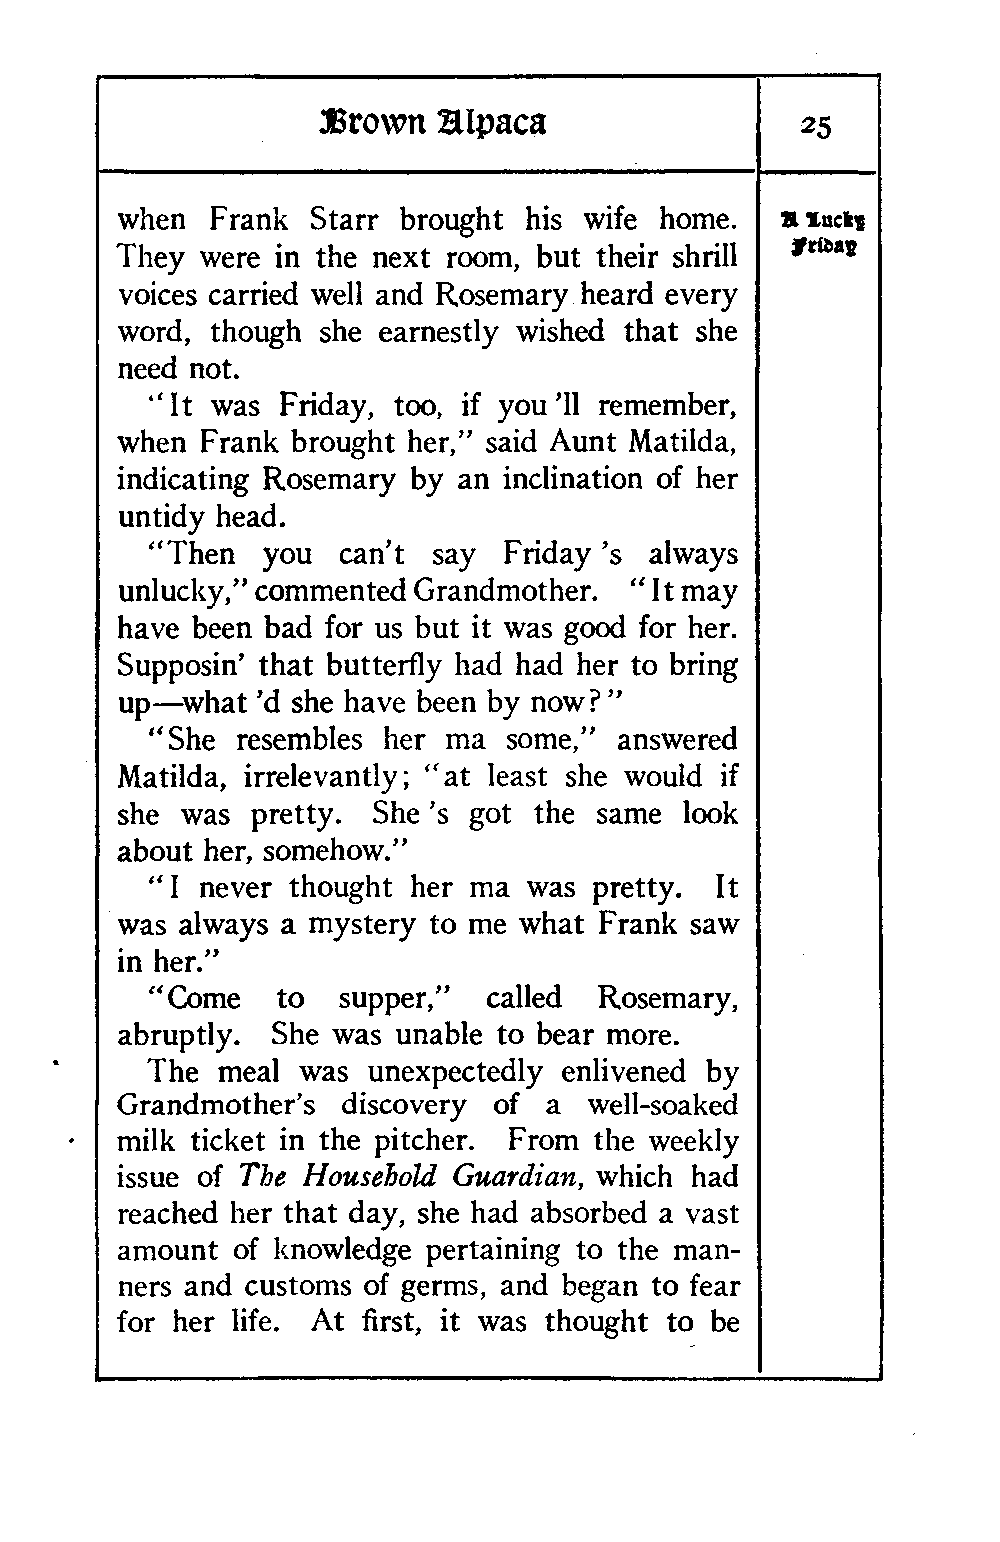 Brown Alpaca
25
A Lucky
Friday
when Frank Starr brought his wife home.
They were in the next room, but their shrill
voices carried well and Rosemary heard every
word, though she earnestly wished that she
need not.
"It was Friday, too, if you 'll remember,
when Frank brought her," said Aunt Matilda,
indicating Rosemary by an inclination of her
untidy head.
"Then you can't say Friday 's always
unlucky," commented Grandmother. "It may
have been bad for us but it was good for her.
Supposin' that butterfly had had her to bring
up—what 'd she have been by now?"
"She resembles her ma some," answered
Matilda, irrelevantly; "at least she would if
she was pretty. She 's got the same look
about her, somehow."
"I never thought her ma was pretty. It
was always a mystery to me what Frank saw
in her."
"Come to supper," called Rosemary,
abruptly. She was unable to bear more.
The meal was unexpectedly enlivened by
Grandmother's discovery of a well-soaked
milk ticket in the pitcher. From the weekly
issue of The Household Guardian, which had
reached her that day, she had absorbed a vast
amount of knowledge pertaining to the man-
ners and customs of germs, and began to fear
for her life. At first, it was thought to be